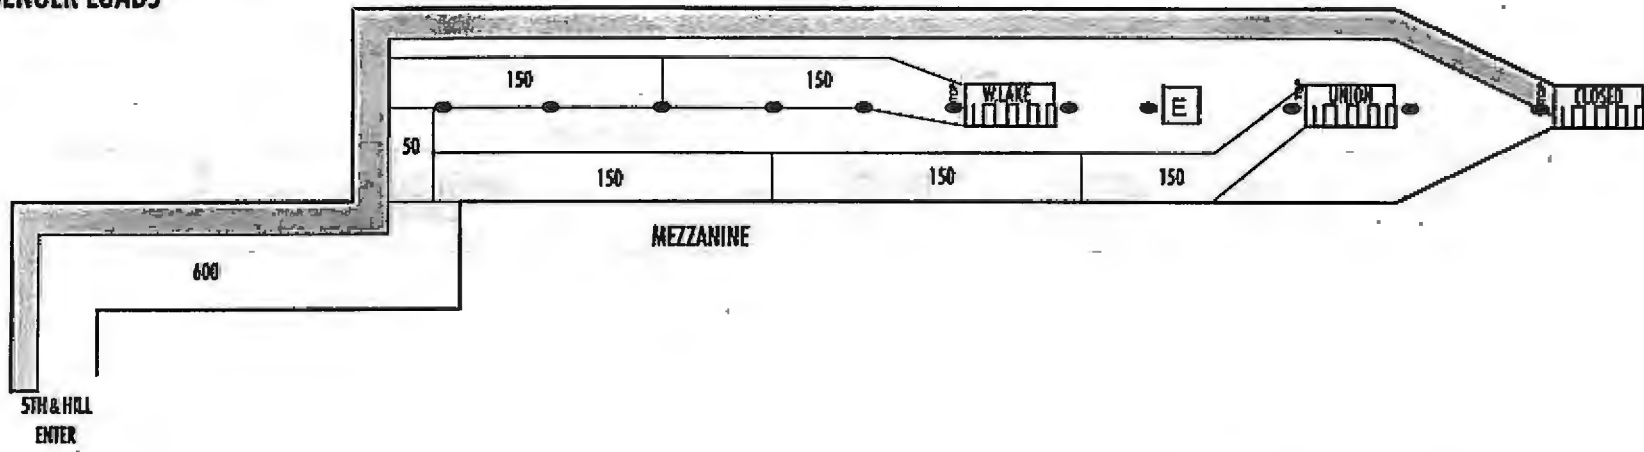 150 150
W.LAKE
E
UNION
CLOSED
50
150 150 150
MEZZANINE
600
5TH & HILL
ENTER